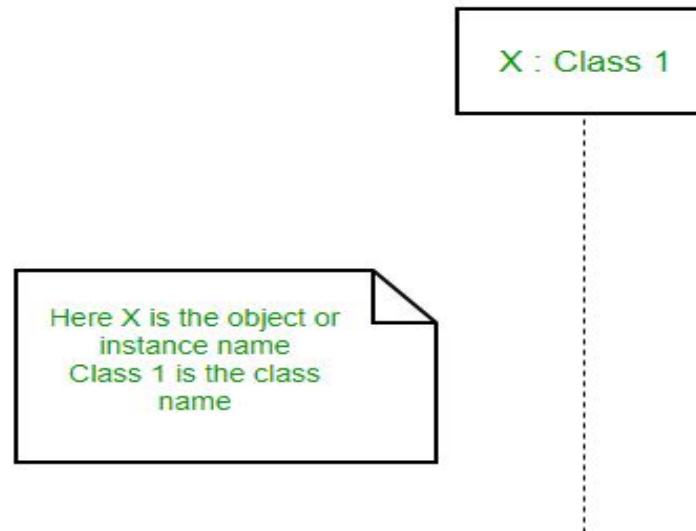 X : Class 1
Here X is the object or
instance name
Class 1 is the class
name